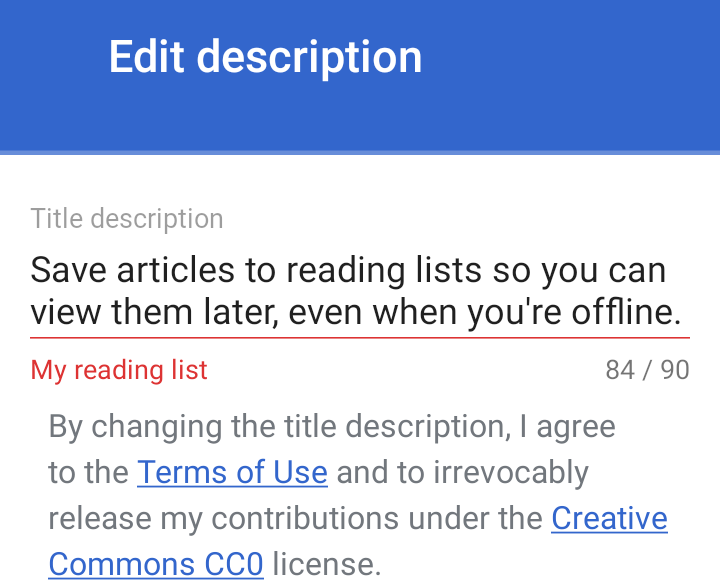 Edit description
Title description
Save articles to reading lists so you can
view them later, even when you're offline.
My reading list 84 / 90
By changing the title description, I agree
to the Terms of Use and to irrevocably
release my contributions under the Creative
Commons CC0 license.